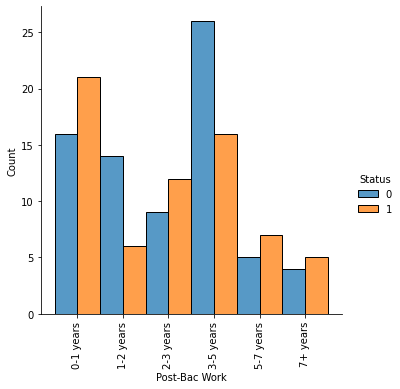 25
20
15
10
5
0
Count
0-1 years
1-2 years
2-3 years
3-5 years
5-7 years
7+ years
Post-Bac Work
Status
0
1